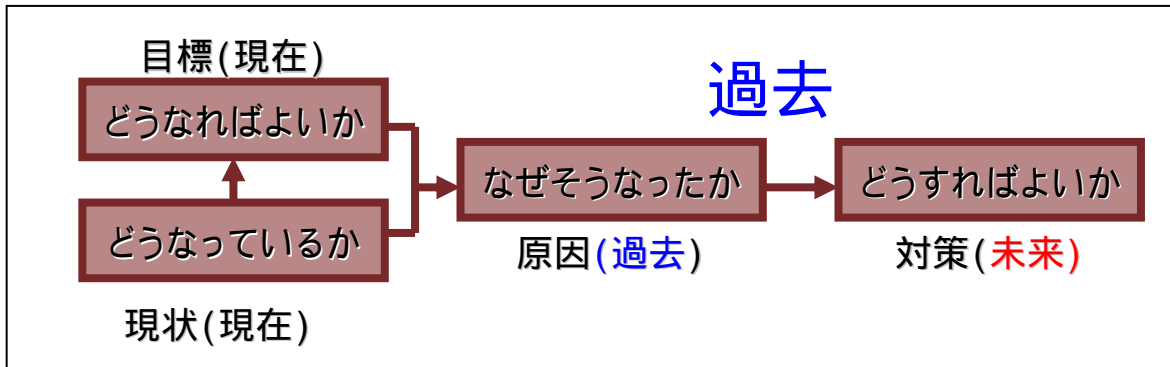 目標(現在)
どうなればよいか
どうなっているか
現状(現在)
過去
なぜそうなったか
原因(過去)
どうすればよいか
対策(未来)